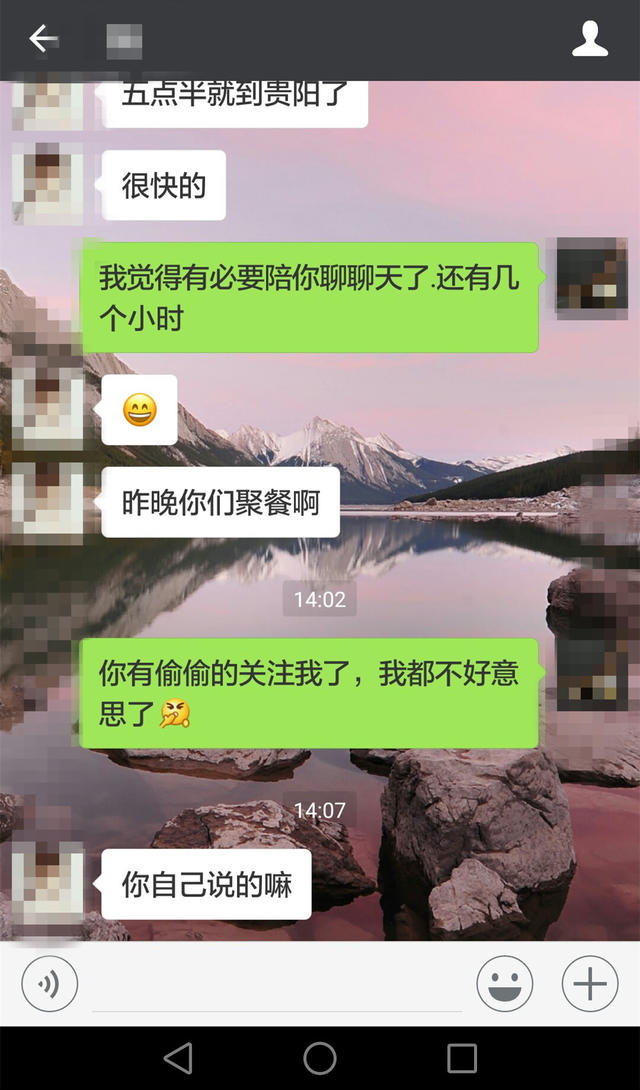 五点半就到贵阳了
很快的
我觉得有必要陪你聊聊天了.还有几
个小时
昨晚你们聚餐啊
14:02
你有偷偷的关注我了，我都不好意
思了
14:07
你自己说的嘛